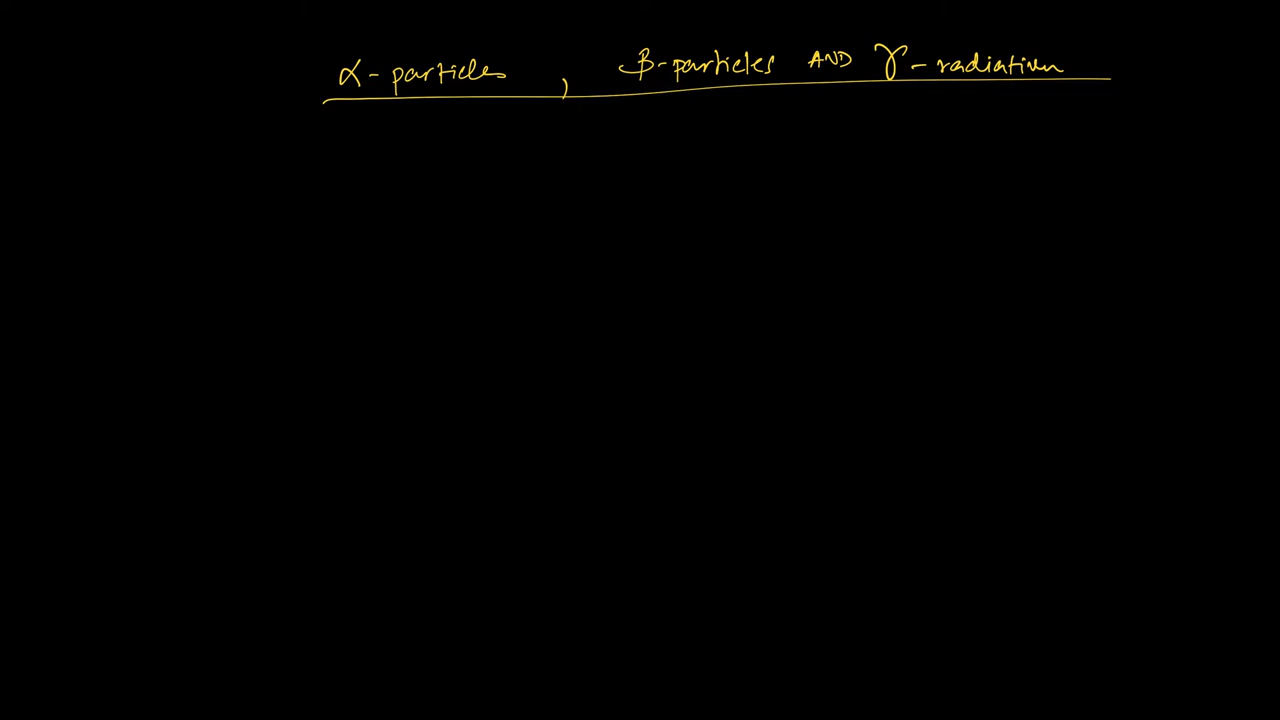 α-particles , β-particles AND γ-radiation